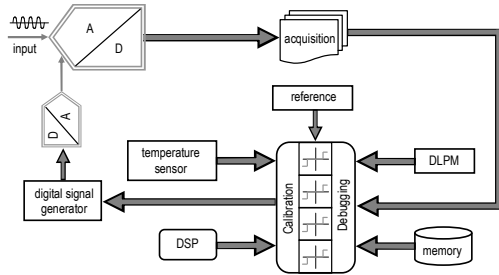 A
D
input
acquisition
reference
D
A
temperature
sensor
DLPM
Calibration
Debugging
digital signal
generator
DSP
memory